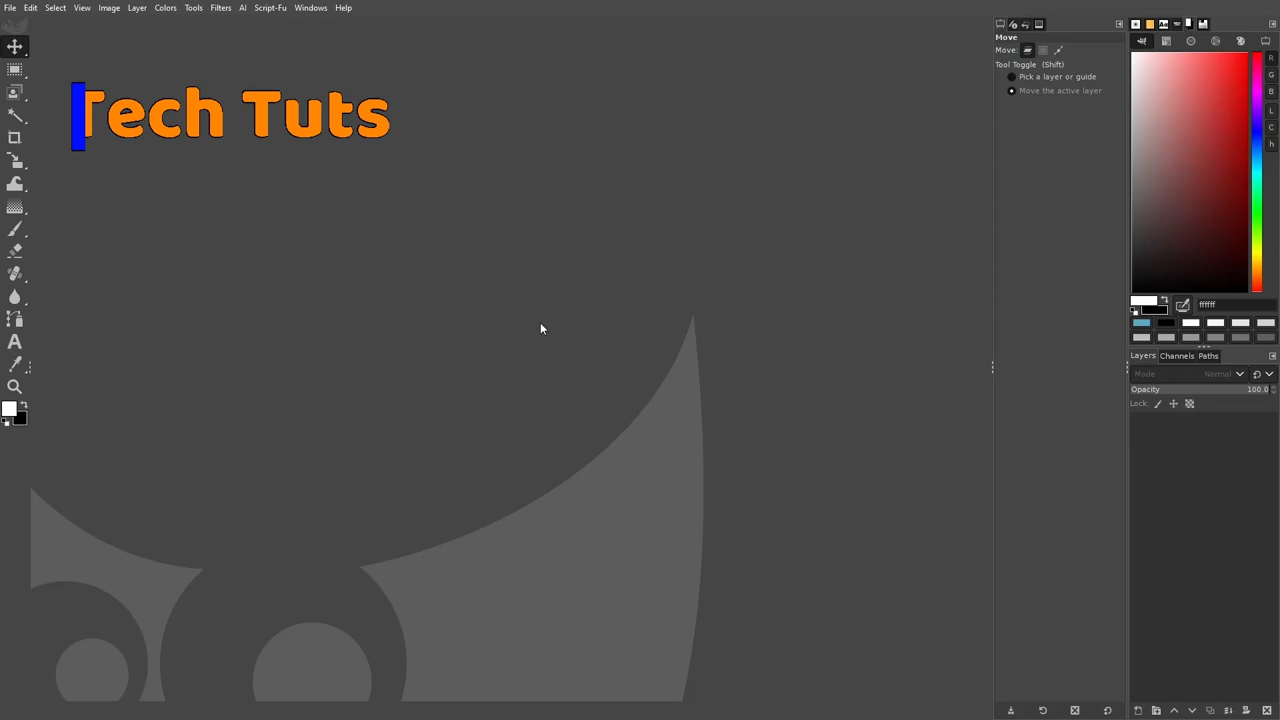 File Edit Select View Image Layer Colors Tools Filters AI Script-Fu Windows Help
Move
Move:
Tool Toggle (Shift)
Pick a layer or guide
Move the active layer
Tech Tuts
R
G
B
L
C
h
ffffff
Layers Channels Paths
Mode Normal
Opacity 100.0
Lock: